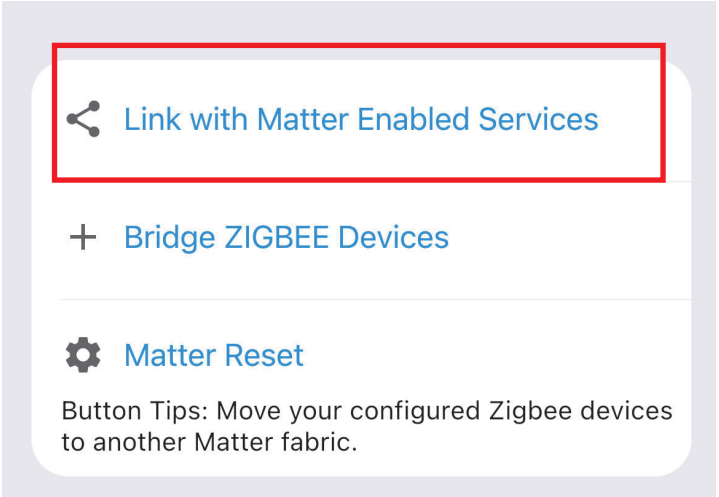 Link with Matter Enabled Services
Bridge ZIGBEE Devices
Matter Reset
Button Tips: Move your configured Zigbee devices
to another Matter fabric.